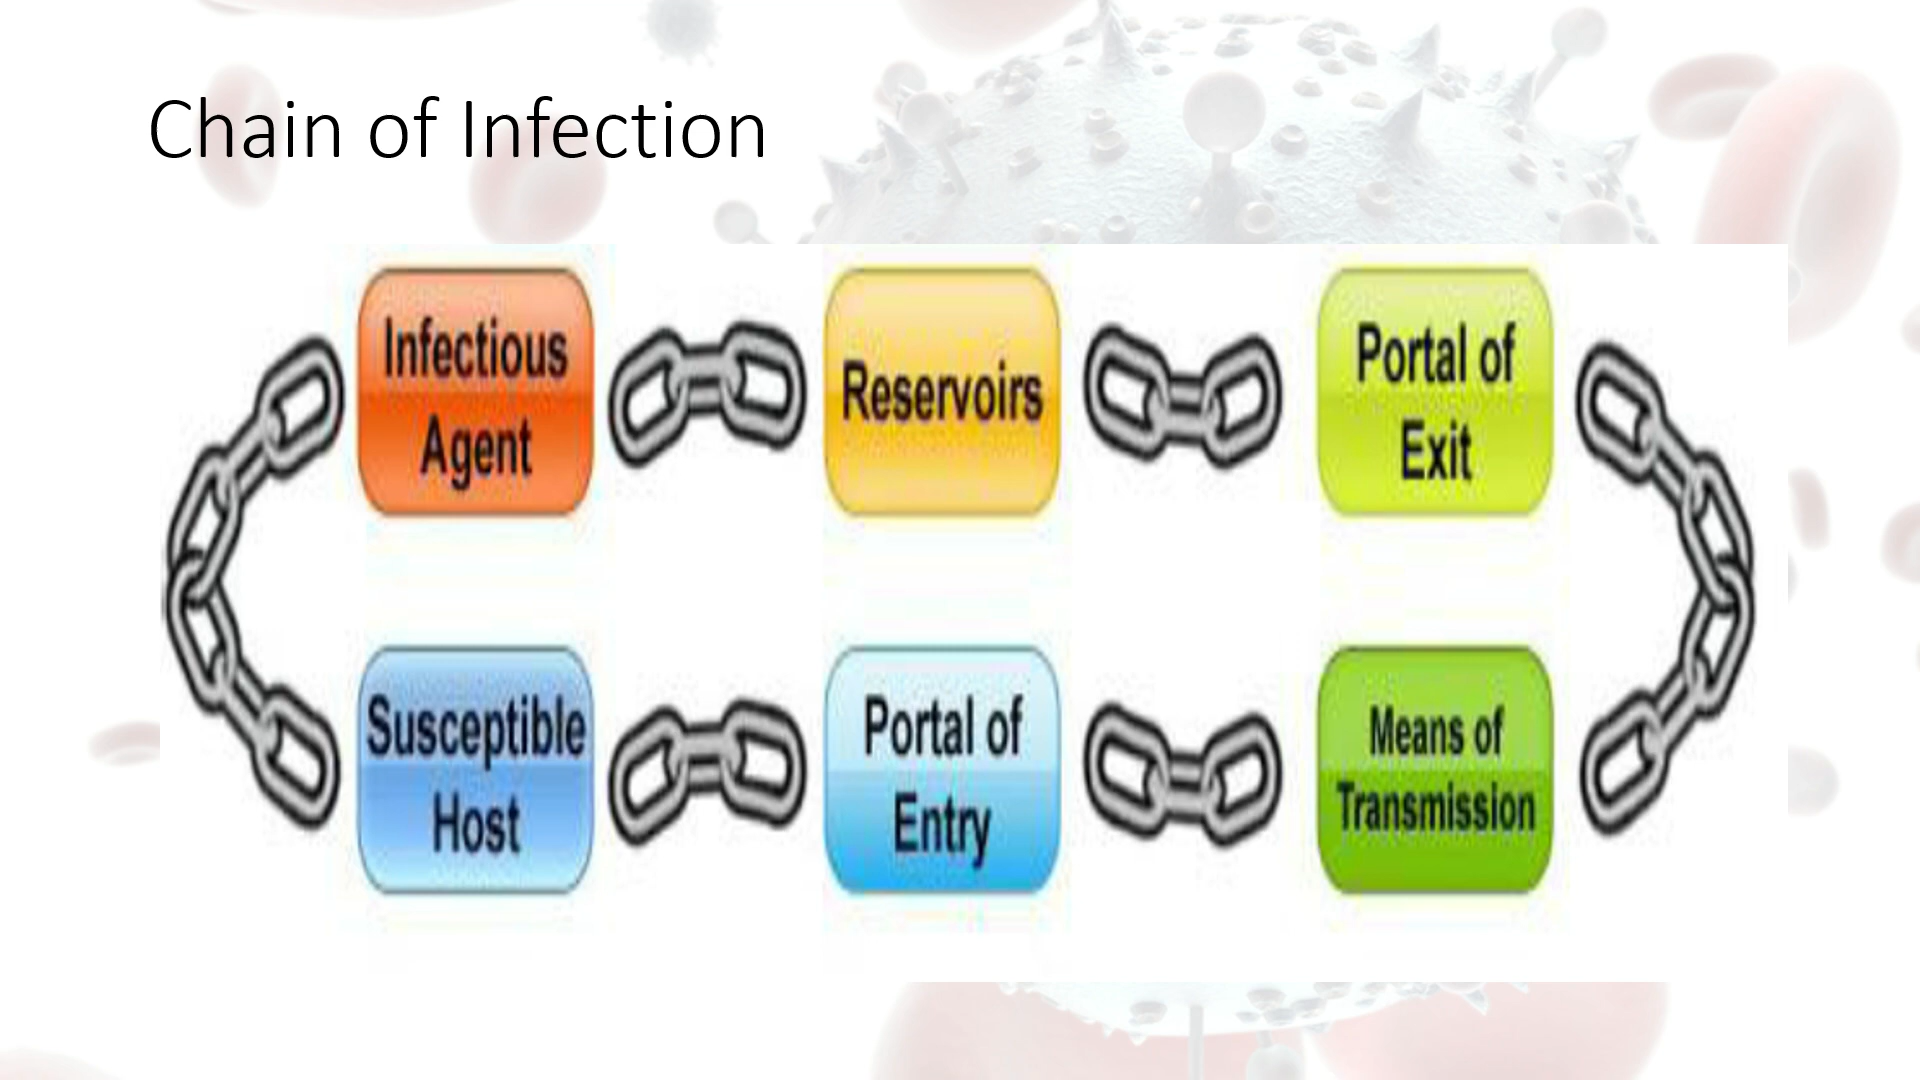 Chain of Infection
Infectious
Agent
Reservoirs
Portal of
Exit
Susceptible
Host
Portal of
Entry
Means of
Transmission